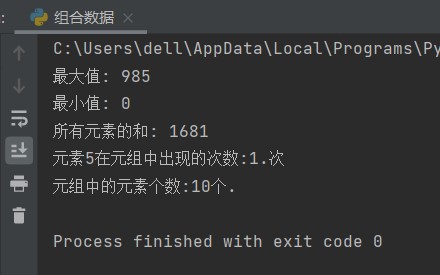 组合数据
C:\Users\dell\AppData\Local\Programs\Py
最大值: 985
最小值: 0
所有元素的和: 1681
元素5在元组中出现的次数:1.次
元组中的元素个数:10个.
Process finished with exit code 0